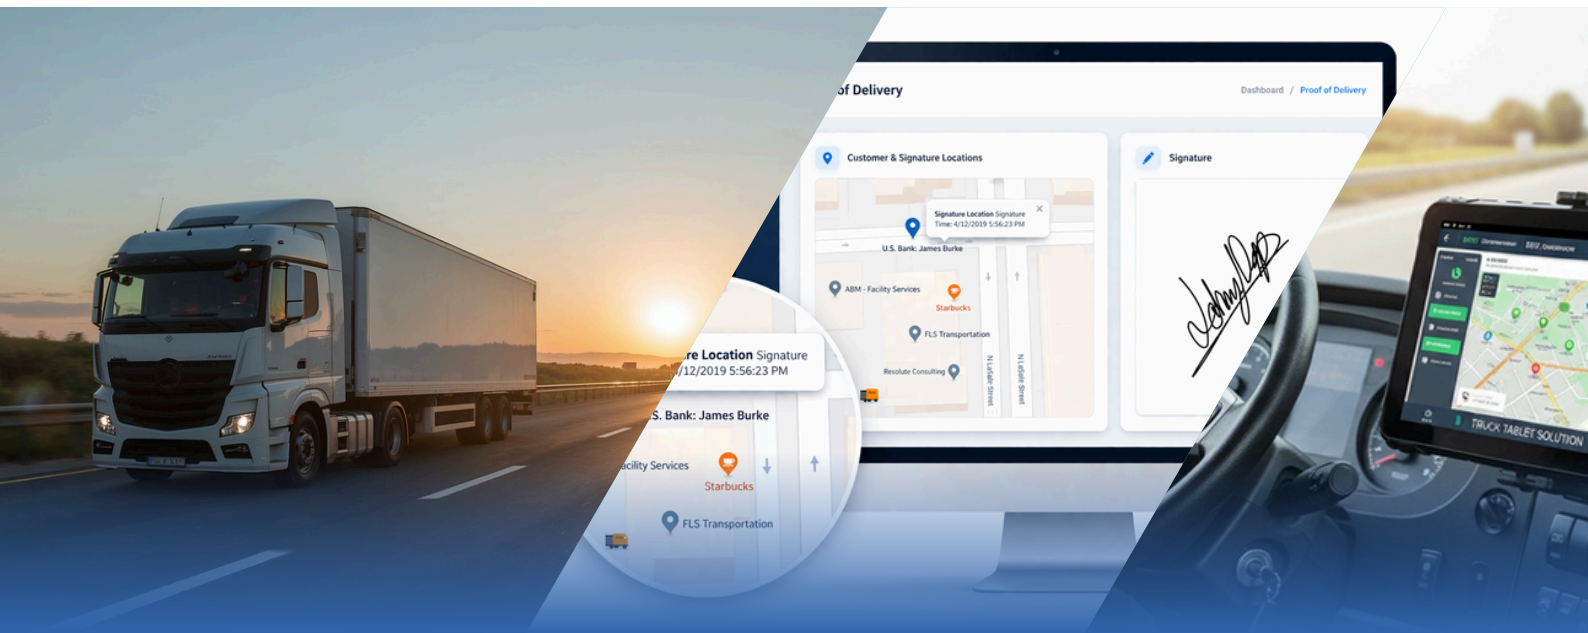 of Delivery
Dashboard / Proof of Delivery
Customer & Signature Locations
Signature
Signature Location Signature
Time: 4/12/2019 5:56:23 PM
U.S. Bank: James Burke
ABM - Facility Services
Starbucks
FLS Transportation
Resolute Consulting
N LaSalle Street
N LaSalle Street
re Location Signature
/12/2019 5:56:23 PM
S. Bank: James Burke
acility Services
Starbucks
FLS Transportation
TRUCK TABLET SOLUTION